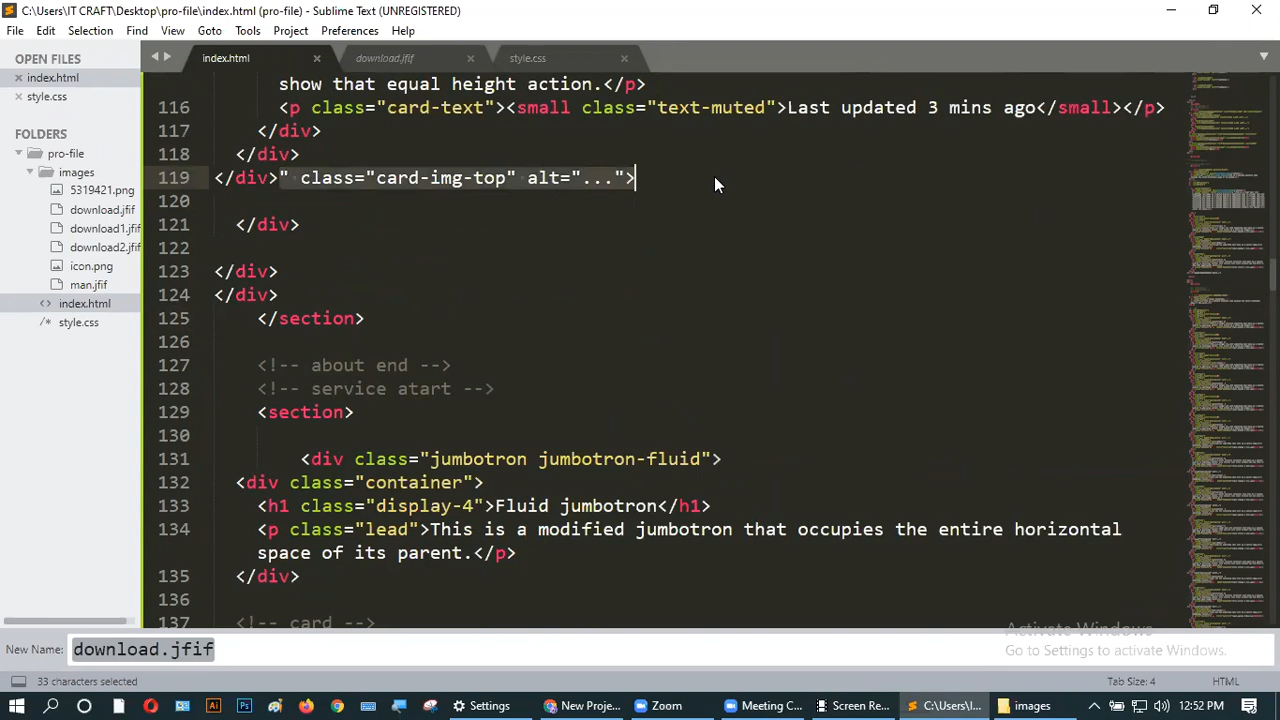 C:\Users\IT CRAFT\Desktop\pro-file\index.html (pro-file) - Sublime Text (UNREGISTERED)
File Edit Selection Find View Goto Tools Project Preferences Help
OPEN FILES
index.html
style.css
FOLDERS
pro-file
images
5319421.png
download.jfif
download1.jfif
download2.jfif
icon.png
man.jfif
index.html
style.css
index.html download.jfif style.css
show that equal height action.</p>
116 <p class="card-text"><small class="text-muted">Last updated 3 mins ago</small></p>
117 </div>
118 </div>
119 </div>" class="card-img-top" alt="...">
120
121 </div>
122
123 </div>
124 </div>
125 </section>
126
127 <!-- about end -->
128 <!-- service atart -->
129 <section>
130
131 <div class="jumbotron jumbotron-fluid">
132 <div class="container">
133 <h1 class="display-4">Fluid jumbotron</h1>
134 <p class="lead">This is a modified jumbotron that occupies the entire horizontal
space of its parent.</p>
135 </div>
136
137 <!-- card -->
Activate Windows
Go to Settings to activate Windows.
New Name: download.jfif
33 characters selected Tab Size: 4 HTML
Settings New Proje... Zoom Meeting C... Screen Re... C:\Users\I... images 12:52 PM